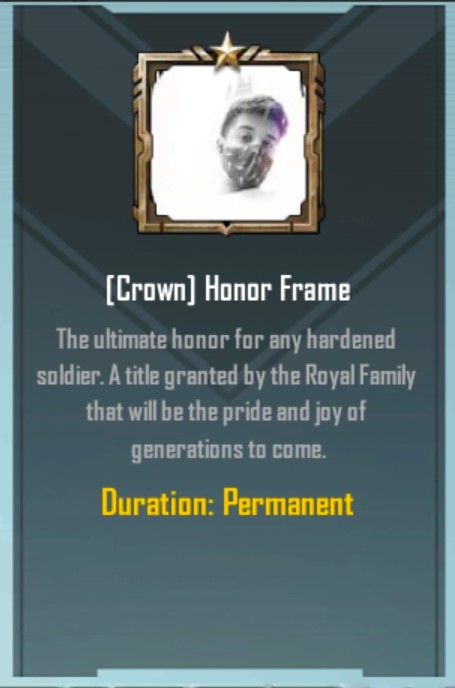 [Crown] Honor Frame
The ultimate honor for any hardened
soldier. A title granted by the Royal Family
that will be the pride and joy of
generations to come.
Duration: Permanent